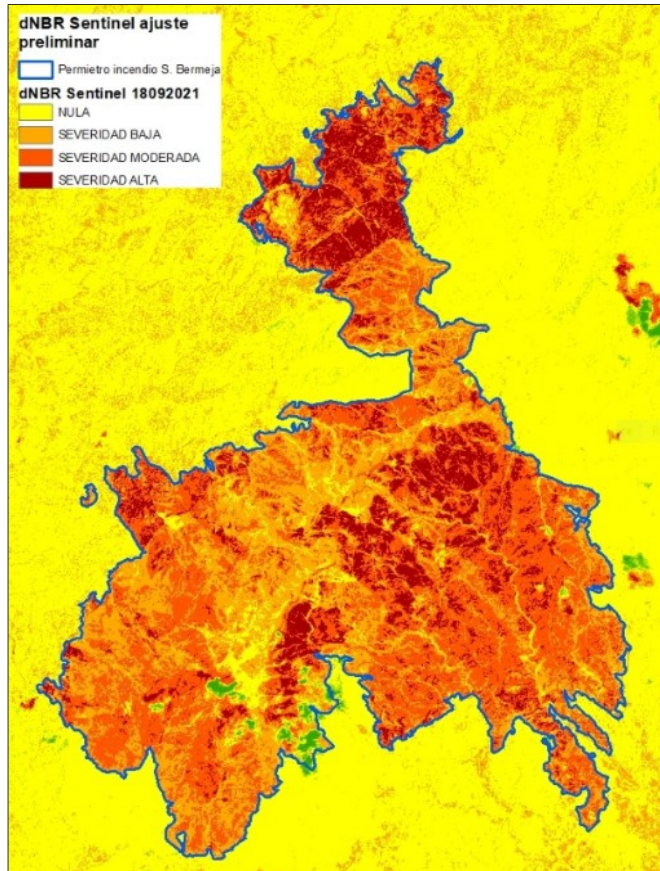 dNBR Sentinel ajuste
preliminar
Permietro incendio S. Bermeja
dNBR Sentinel 18092021
NULA
SEVERIDAD BAJA
SEVERIDAD MODERADA
SEVERIDAD ALTA